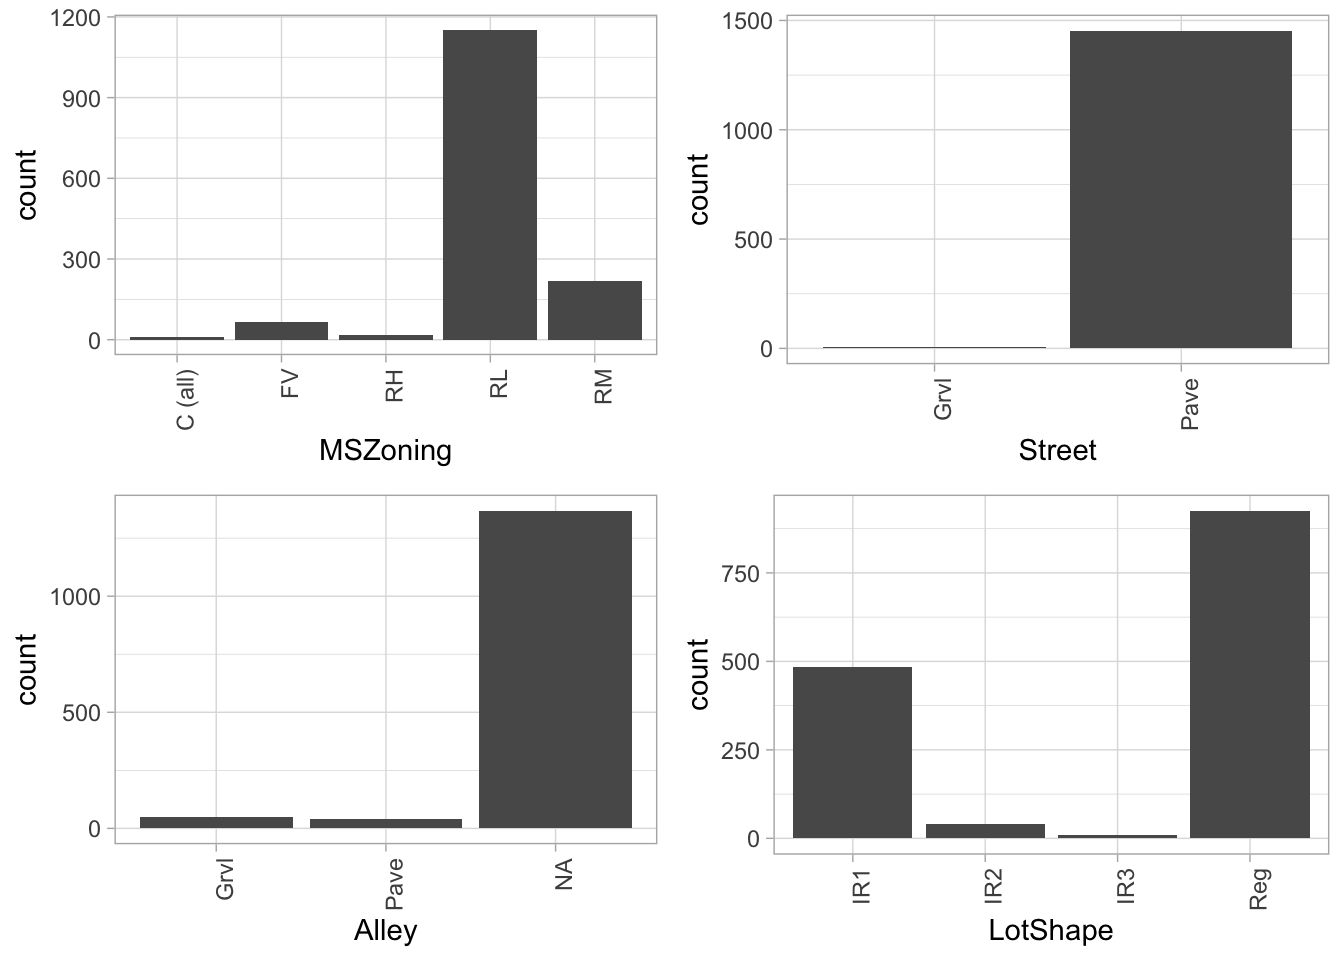 1200
900
600
300
0
count
C (all)
FV
RH
RL
RM
MSZoning
1500
1000
500
0
count
Grvl
Pave
Street
1000
500
0
count
Grvl
Pave
NA
Alley
750
500
250
0
count
IR1
IR2
IR3
Reg
LotShape